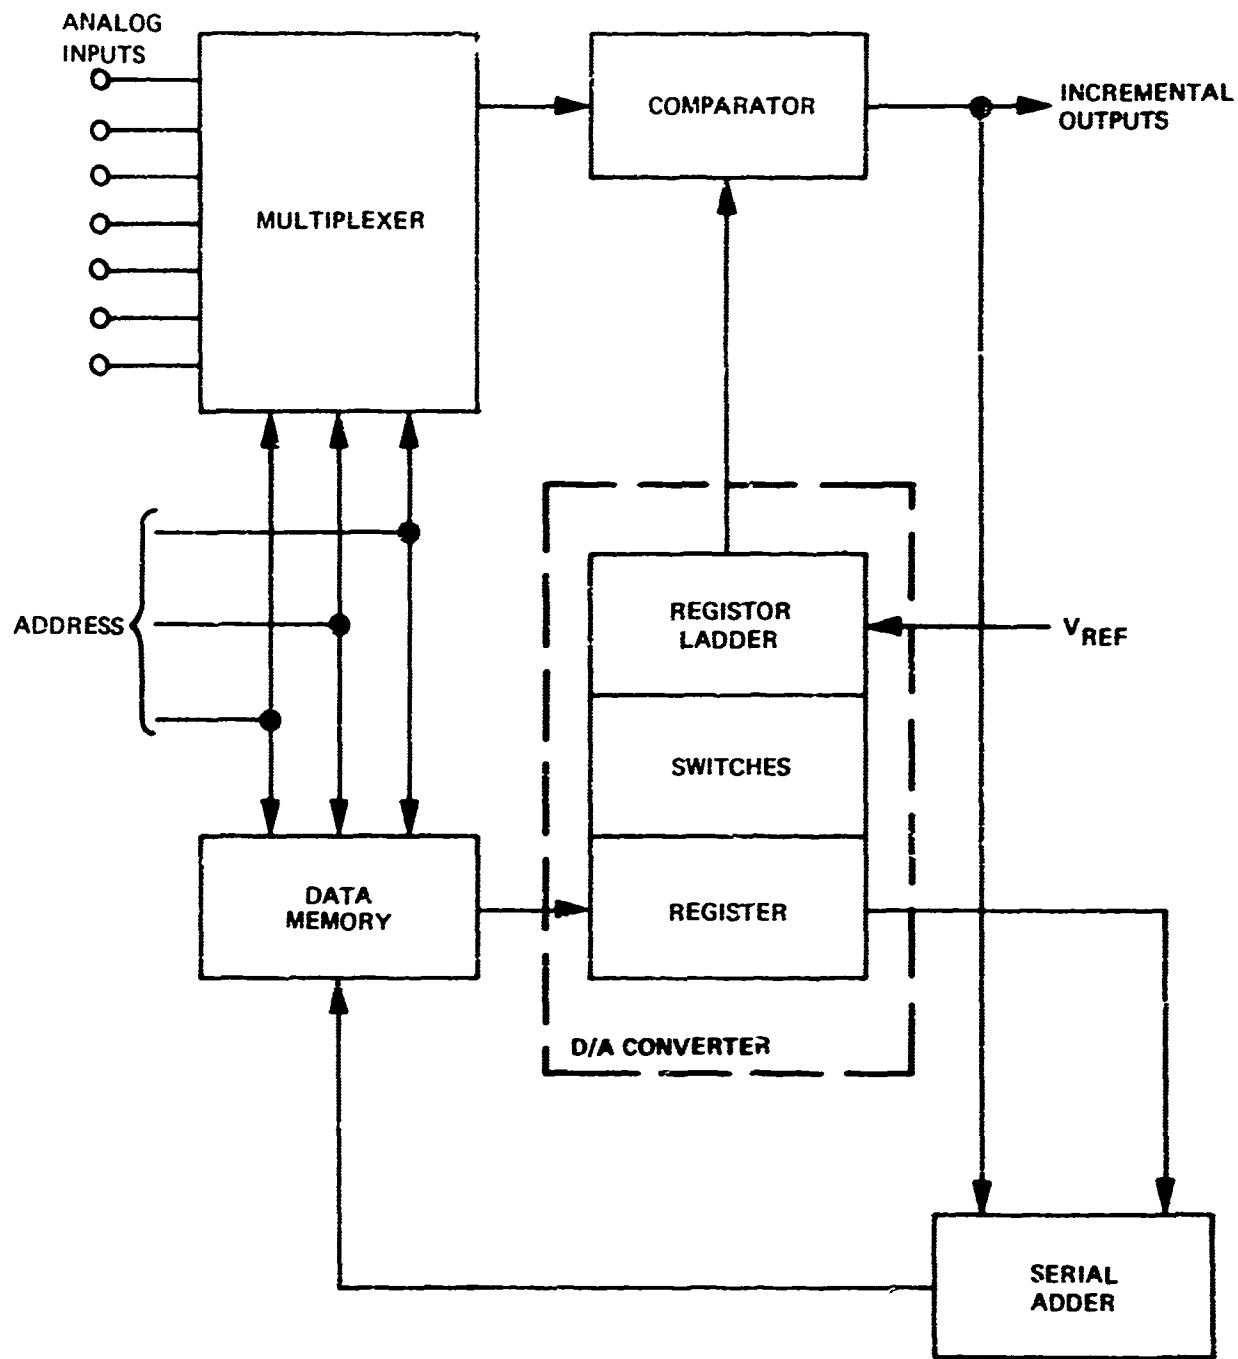 ANALOG
INPUTS
MULTIPLEXER
COMPARATOR
INCREMENTAL
OUTPUTS
ADDRESS
REGISTOR
LADDER
VREF
SWITCHES
DATA
MEMORY
REGISTER
D/A CONVERTER
SERIAL
ADDER